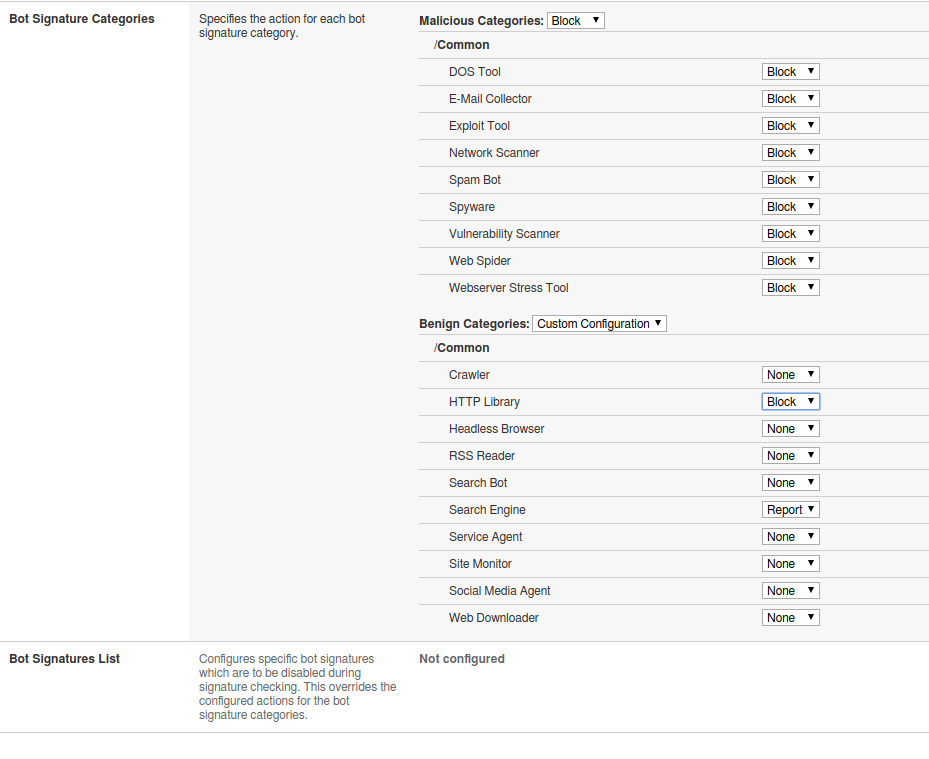 Bot Signature Categories
Specifies the action for each bot
signature category.
Malicious Categories: Block
/Common
DOS Tool Block
E-Mail Collector Block
Exploit Tool Block
Network Scanner Block
Spam Bot Block
Spyware Block
Vulnerability Scanner Block
Web Spider Block
Webserver Stress Tool Block
Benign Categories: Custom Configuration
/Common
Crawler None
HTTP Library Block
Headless Browser None
RSS Reader None
Search Bot None
Search Engine Report
Service Agent None
Site Monitor None
Social Media Agent None
Web Downloader None
Bot Signatures List
Configures specific bot signatures
which are to be disabled during
signature checking. This overrides the
configured actions for the bot
signature categories.
Not configured